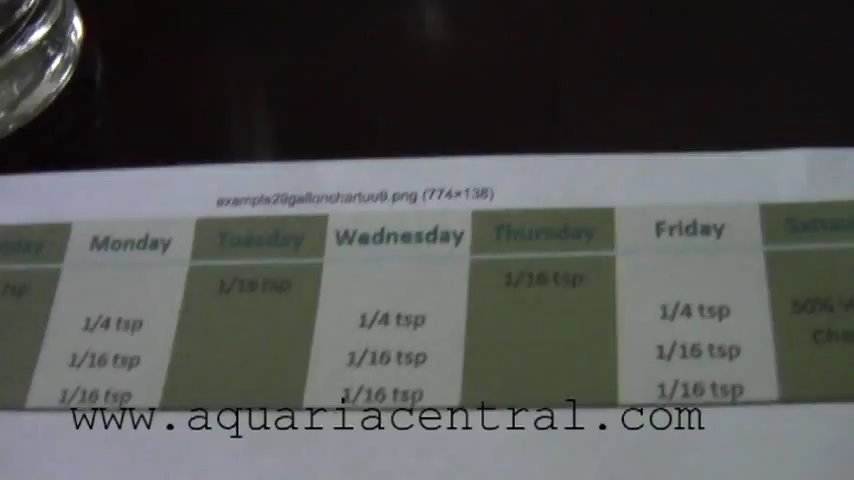 example29gallonchartuu9.png (774×138)
Monday Tuesday Wednesday Thursday Friday
tsp 1/16 tsp 1/16 tsp
1/4 tsp 1/4 tsp 1/4 tsp 50%
1/16 tsp 1/16 tsp 1/16 tsp
1/16 tsp 1/16 tsp 1/16 tsp
www.aquariacentral.com